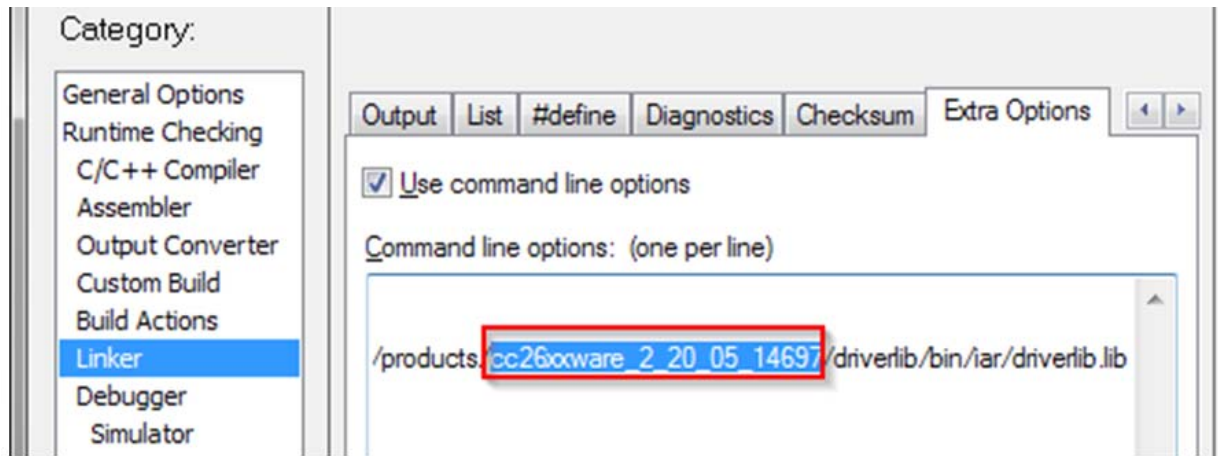 Category:
General Options
Runtime Checking
C/C++ Compiler
Assembler
Output Converter
Custom Build
Build Actions
Linker
Debugger
Simulator
Output List #define Diagnostics Checksum Extra Options
Use command line options
Command line options: (one per line)
/products/cc26xxware_2_20_05_14697/driverlib/bin/iar/driverlib.lib